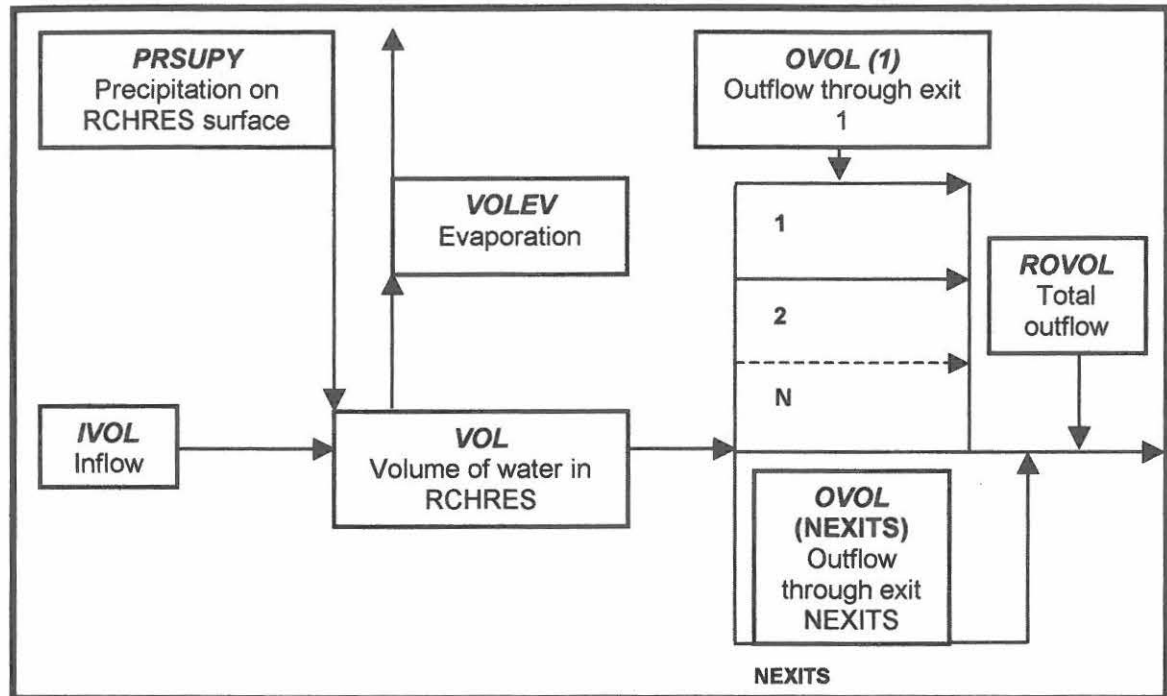 PRSUPY
Precipitation on
RCHRES surface
OVOL (1)
Outflow through exit
1
VOLEV
Evaporation
1
2
N
ROVOL
Total
outflow
IVOL
Inflow
VOL
Volume of water in
RCHRES
OVOL
(NEXITS)
Outflow
through exit
NEXITS
NEXITS